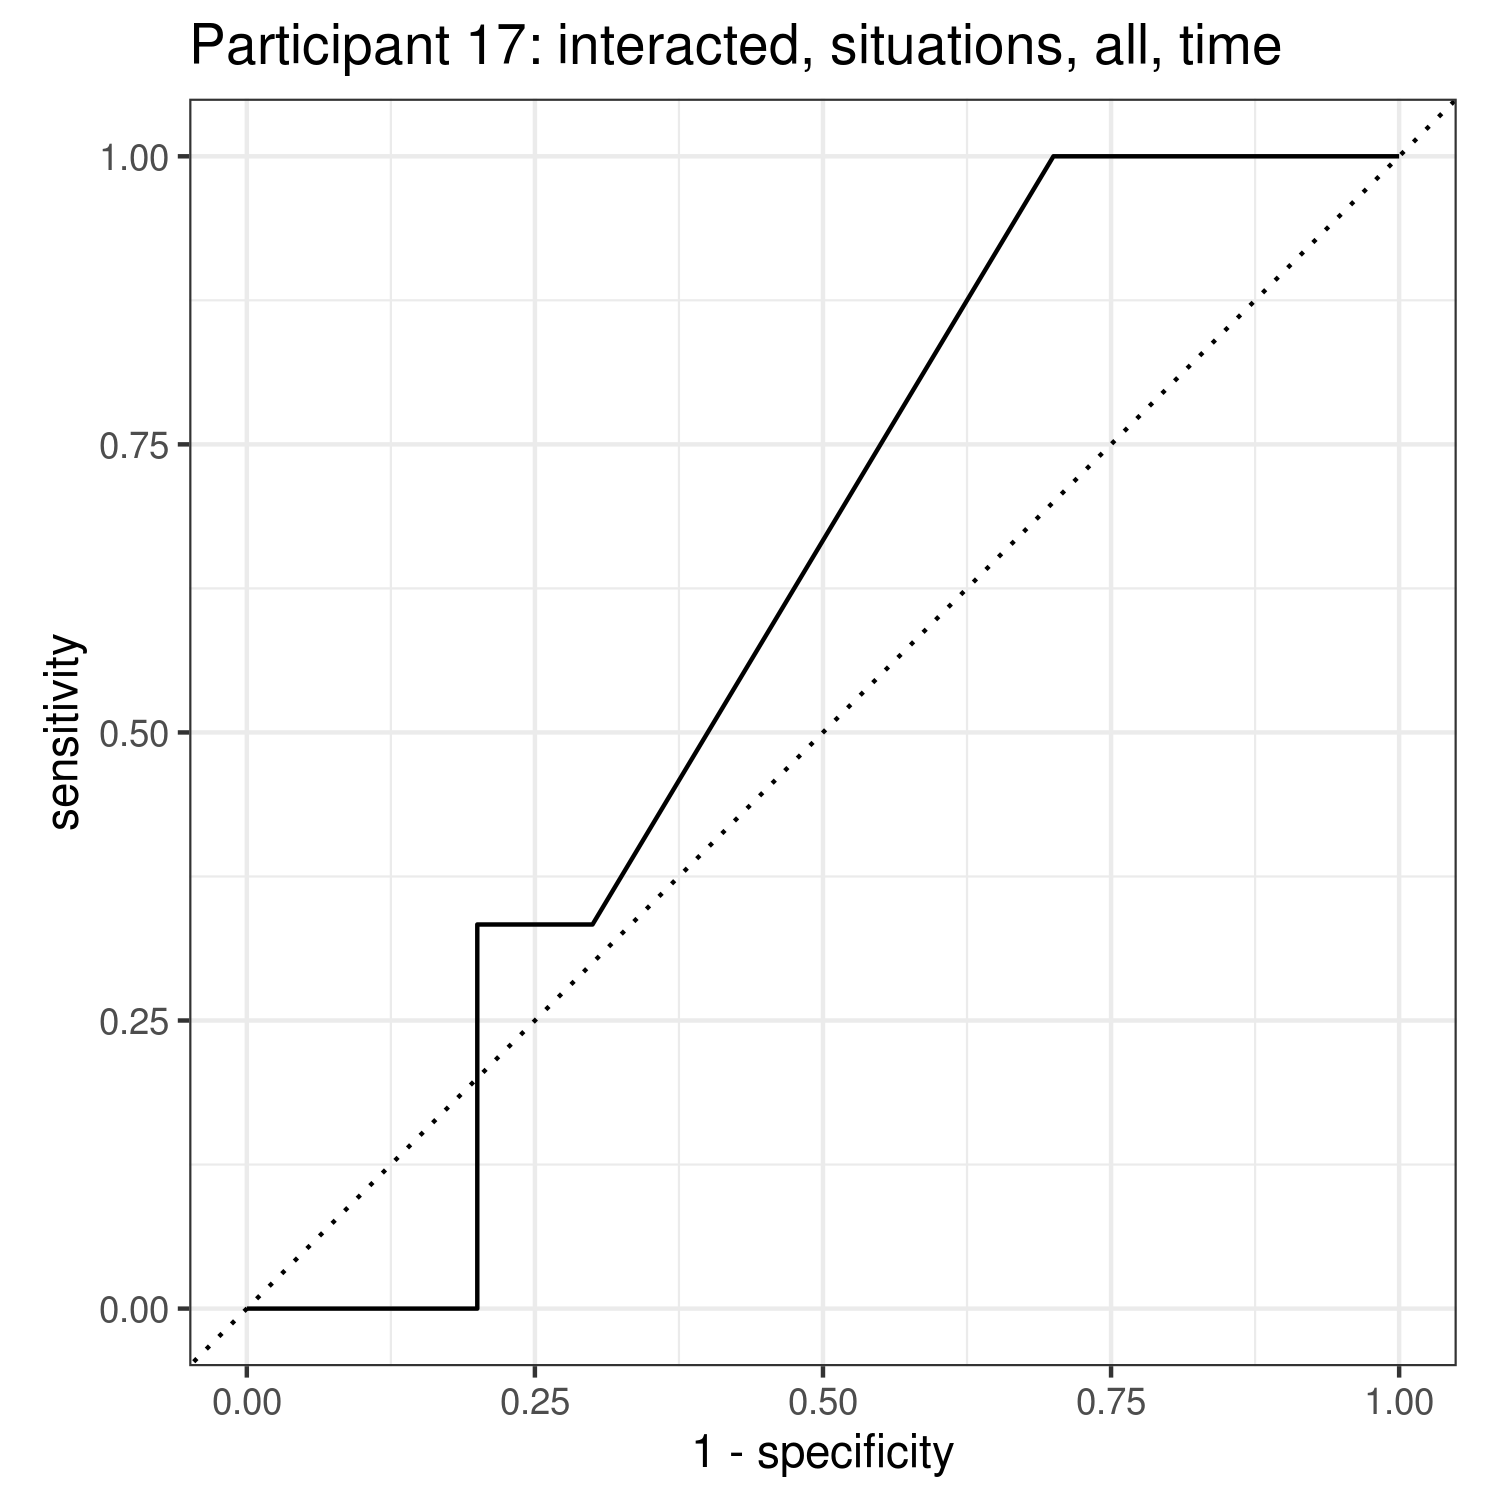 Participant 17: interacted, situations, all, time
1.00
0.75
0.50
0.25
0.00
sensitivity
0.00 0.25 0.50 0.75 1.00
1 - specificity